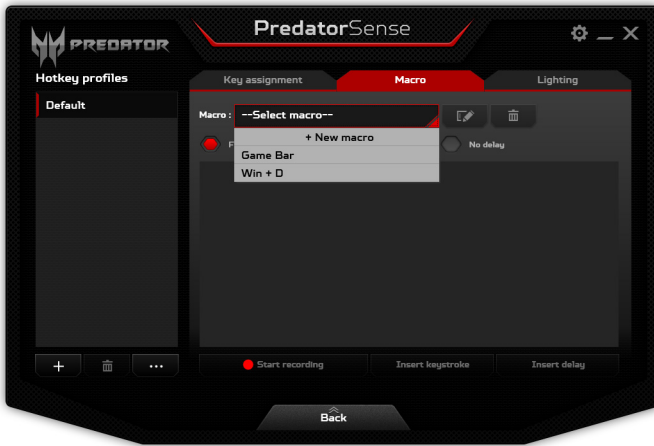 PREDATOR
PredatorSense
Hotkey profiles
Default
Key assignment
Macro
Lighting
Macro :
--Select macro--
+ New macro
Game Bar
Win + D
F
No delay
Start recording
Insert keystroke
Insert delay
Back